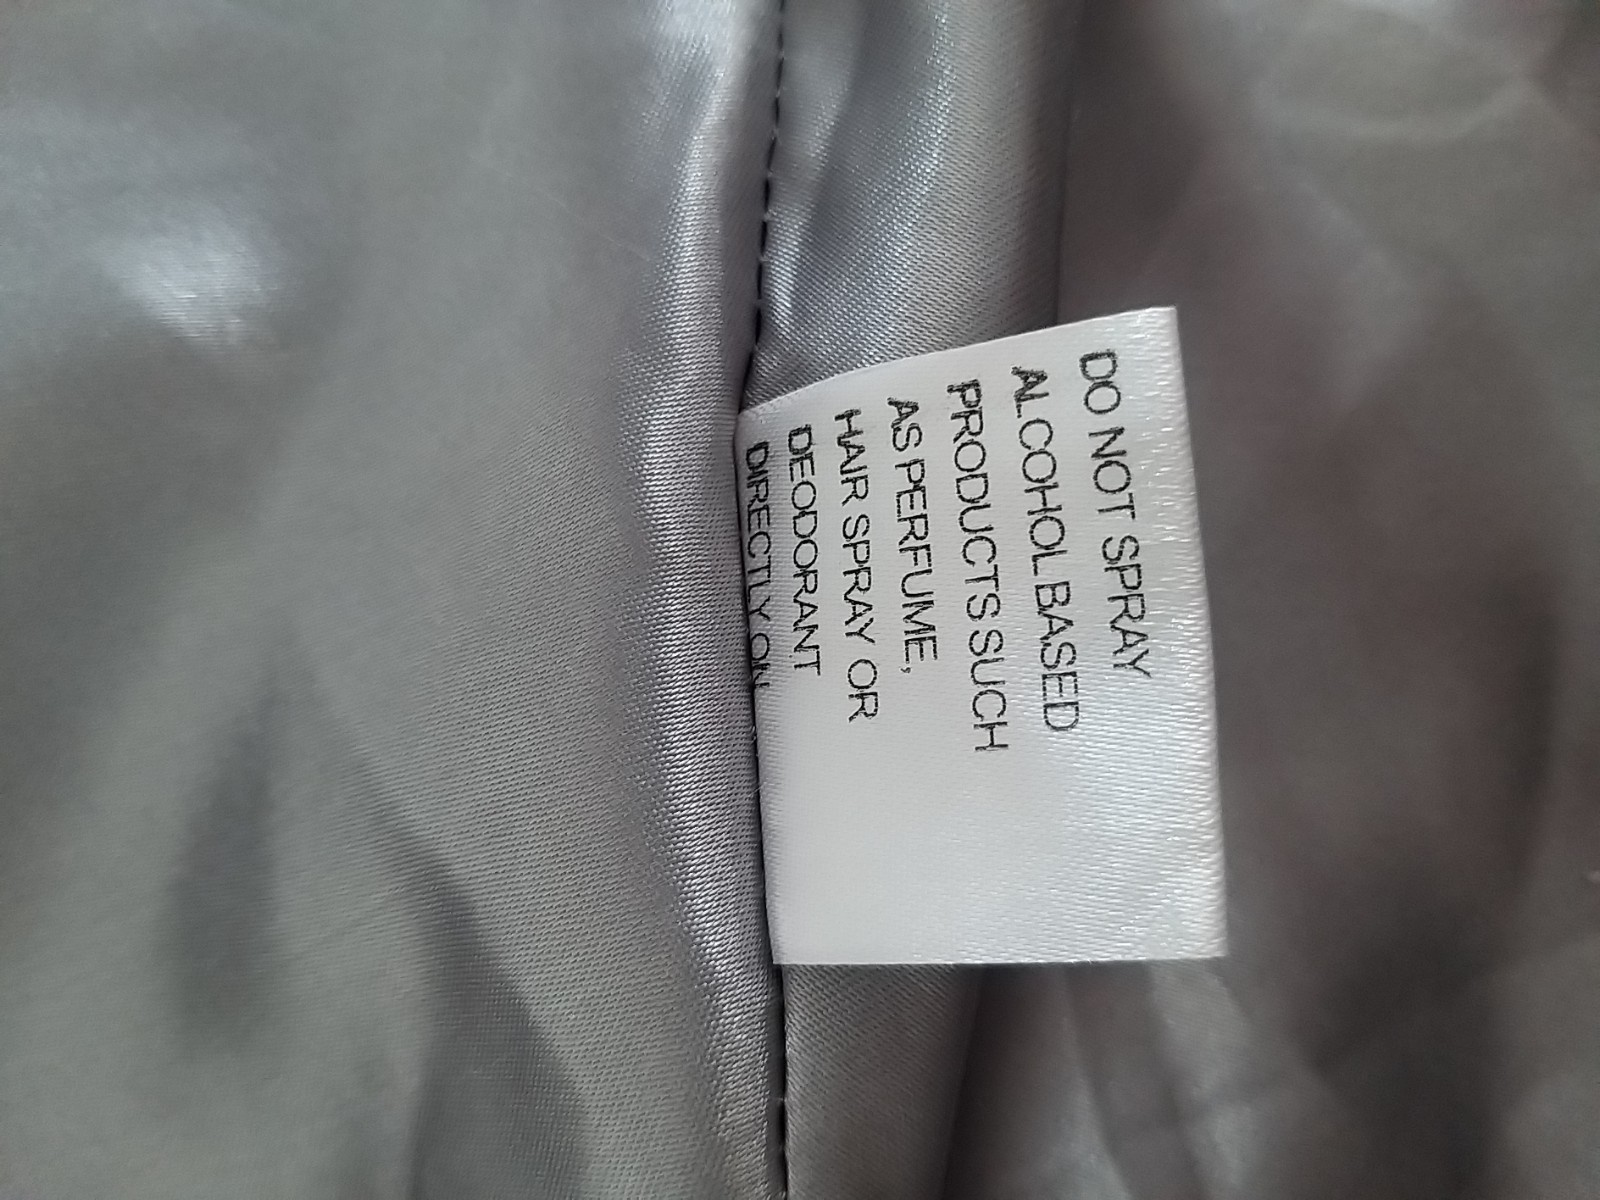 DO NOT SPRAY
ALCOHOL BASED
PRODUCTS SUCH
AS PERFUME,
HAIR SPRAY OR
DEODORANT
DIRECTLY ON